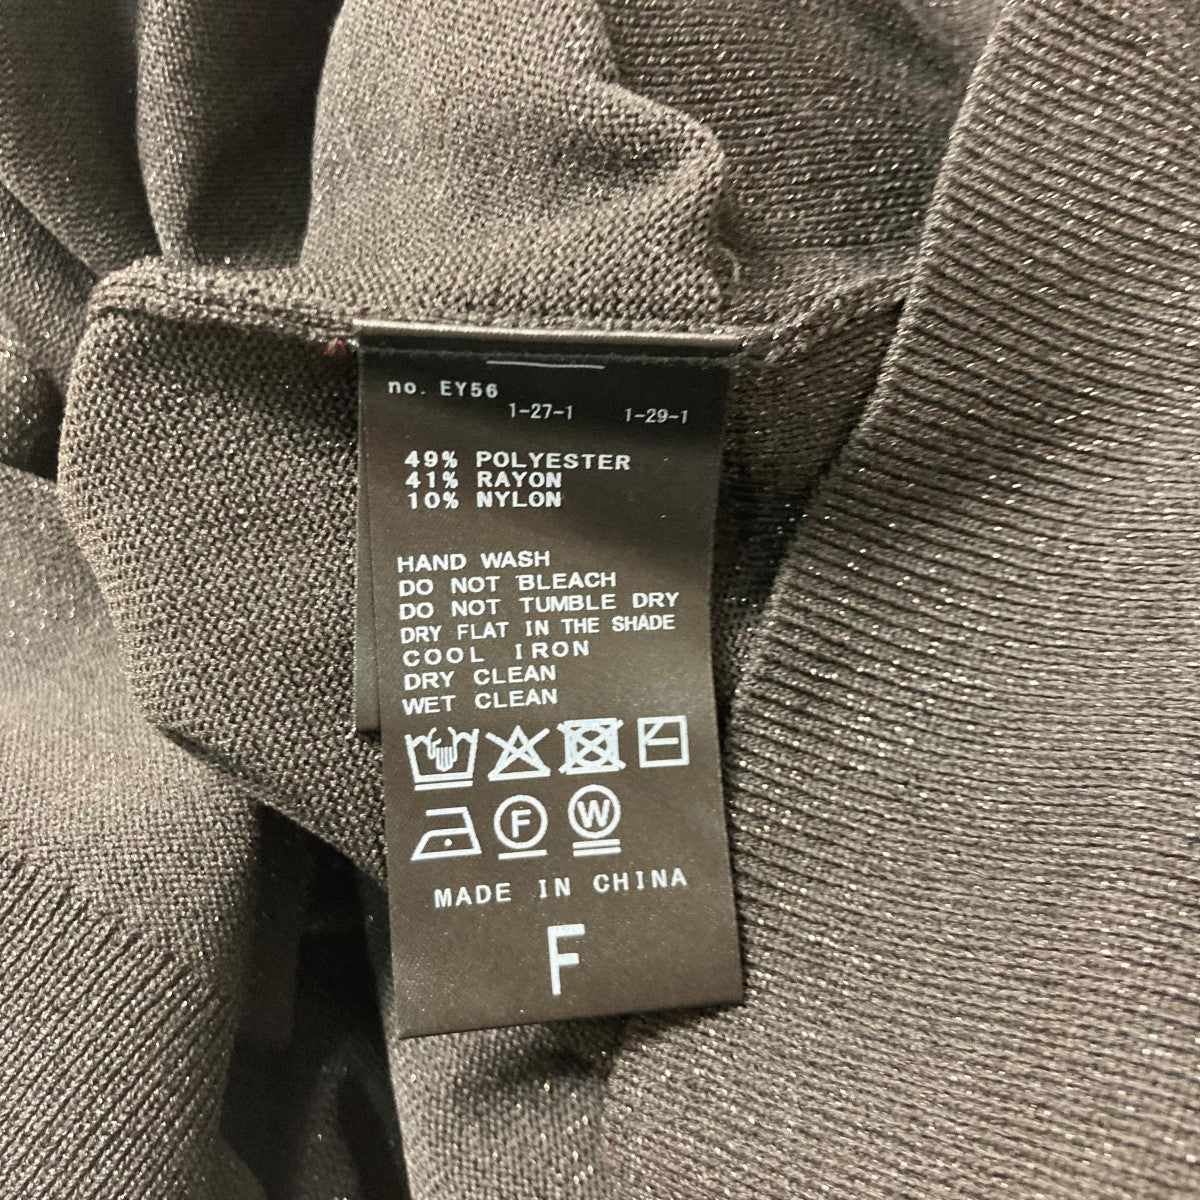 no. EY56
1-27-1 1-29-1
49% POLYESTER
41% RAYON
10% NYLON
HAND WASH
DO NOT BLEACH
DO NOT TUMBLE DRY
DRY FLAT IN THE SHADE
COOL IRON
DRY CLEAN
WET CLEAN
F W
MADE IN CHINA
F